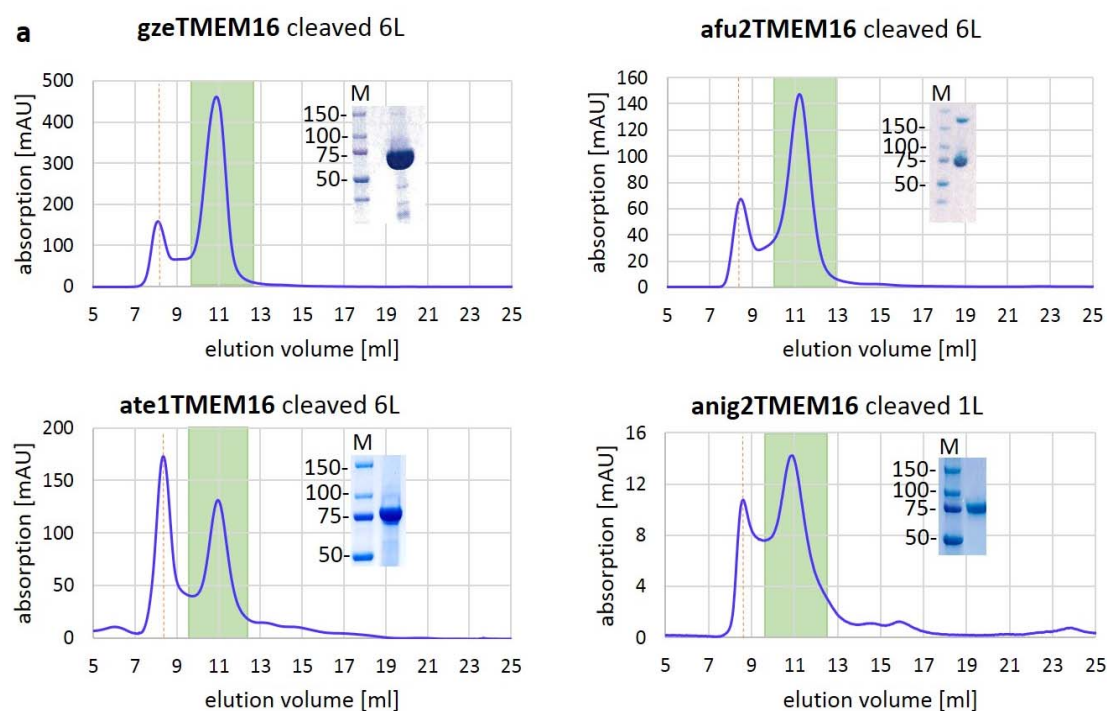 a
gzeTMEM16 cleaved 6L
absorption [mAU]
500
400
300
200
100
0
M
150-
100-
75-
50-
5 7 9 11 13 15 17 19 21 23 25
elution volume [ml]
afu2TMEM16 cleaved 6L
absorption [mAU]
160
140
120
100
80
60
40
20
0
M
150-
100-
75-
50-
5 7 9 11 13 15 17 19 21 23 25
elution volume [ml]
ate1TMEM16 cleaved 6L
absorption [mAU]
200
150
100
50
0
M
150-
100-
75-
50-
5 7 9 11 13 15 17 19 21 23 25
elution volume [ml]
anig2TMEM16 cleaved 1L
absorption [mAU]
16
12
8
4
0
M
150-
100-
75-
50-
5 7 9 11 13 15 17 19 21 23 25
elution volume [ml]